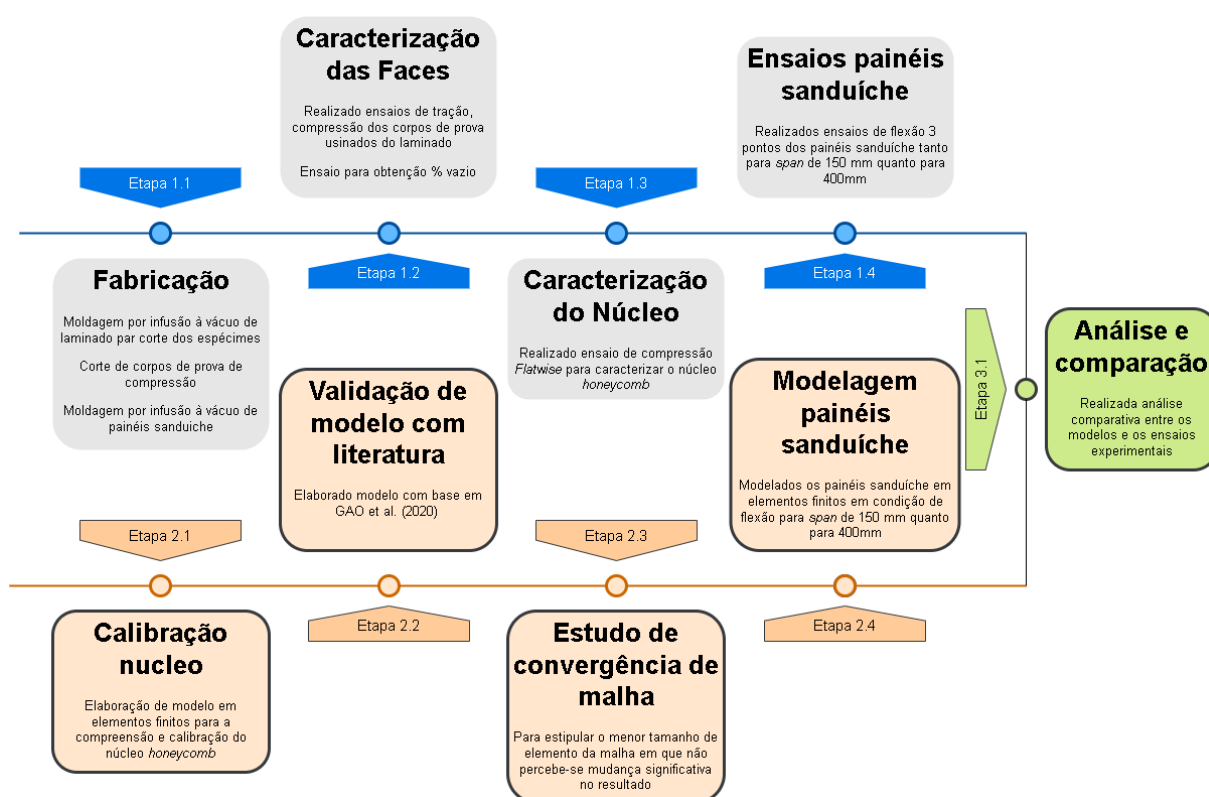 Caracterização
das Faces
Realizado ensaios de tração,
compressão dos corpos de prova
usinados do laminado
Ensaio para obtenção % vazio
Ensaios painéis
sanduíche
Realizados ensaios de flexão 3
pontos dos painéis sanduíche tanto
para span de 150 mm quanto para
400mm
Etapa 1.1
Etapa 1.3
Etapa 1.2
Etapa 1.4
Fabricação
Moldagem por infusão à vácuo de
laminado par corte dos espécimes
Corte de corpos de prova de
compressão
Moldagem por infusão à vácuo de
painéis sanduiche
Caracterização
do Núcleo
Realizado ensaio de compressão
Flatwise para caracterizar o núcleo
honeycomb
Validação de
modelo com
literatura
Elaborado modelo com base em
GAO et al. (2020)
Modelagem
painéis
sanduíche
Modelados os painéis sanduíche em
elementos finitos em condição de
flexão para span de 150 mm quanto
para 400mm
Etapa 3.1
Análise e
comparação
Realizada análise
comparativa entre os
modelos e os ensaios
experimentais
Etapa 2.1
Etapa 2.3
Etapa 2.2
Etapa 2.4
Calibração
nucleo
Elaboração de modelo em
elementos finitos para a
compreensão e calibração do
núcleo honeycomb
Estudo de
convergência de
malha
Para estipular o menor tamanho de
elemento da malha em que não
percebe-se mudança significativa
no resultado